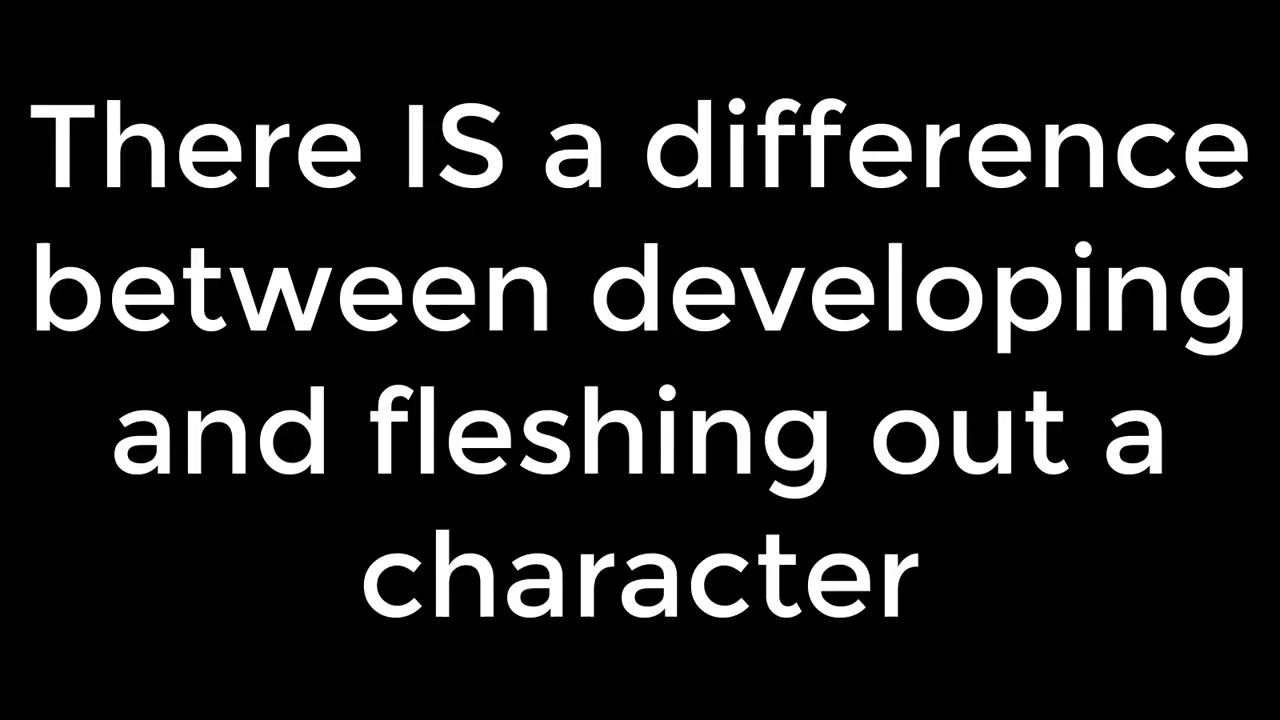 There IS a difference
between developing
and fleshing out a
character